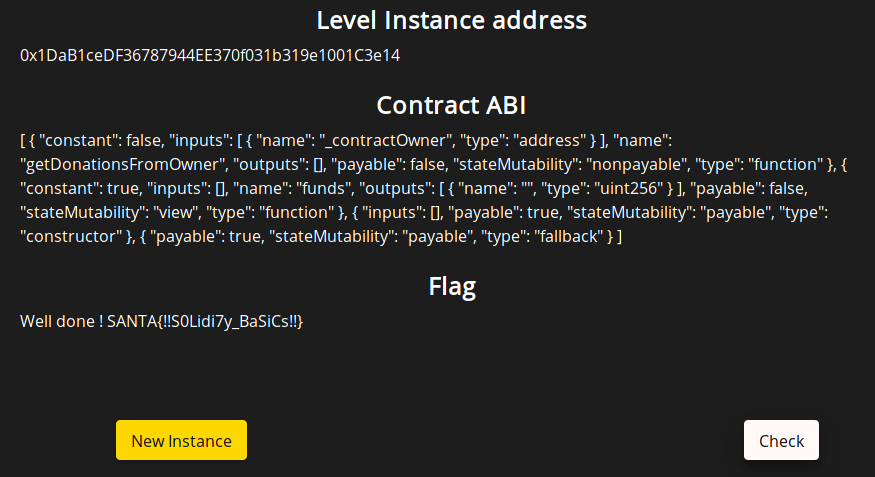 Level Instance address
0x1DaB1ceDF36787944EE370f031b319e1001C3e14
Contract ABI
[ { "constant": false, "inputs": [ { "name": "_contractOwner", "type": "address" } ], "name":
"getDonationsFromOwner", "outputs": [], "payable": false, "stateMutability": "nonpayable", "type": "function" }, {
"constant": true, "inputs": [], "name": "funds", "outputs": [ { "name": "", "type": "uint256" } ], "payable": false,
"stateMutability": "view", "type": "function" }, { "inputs": [], "payable": true, "stateMutability": "payable", "type":
"constructor" }, { "payable": true, "stateMutability": "payable", "type": "fallback" } ]
Flag
Well done ! SANTA{!!S0Lidi7y_BaSiCs!!}
New Instance
Check